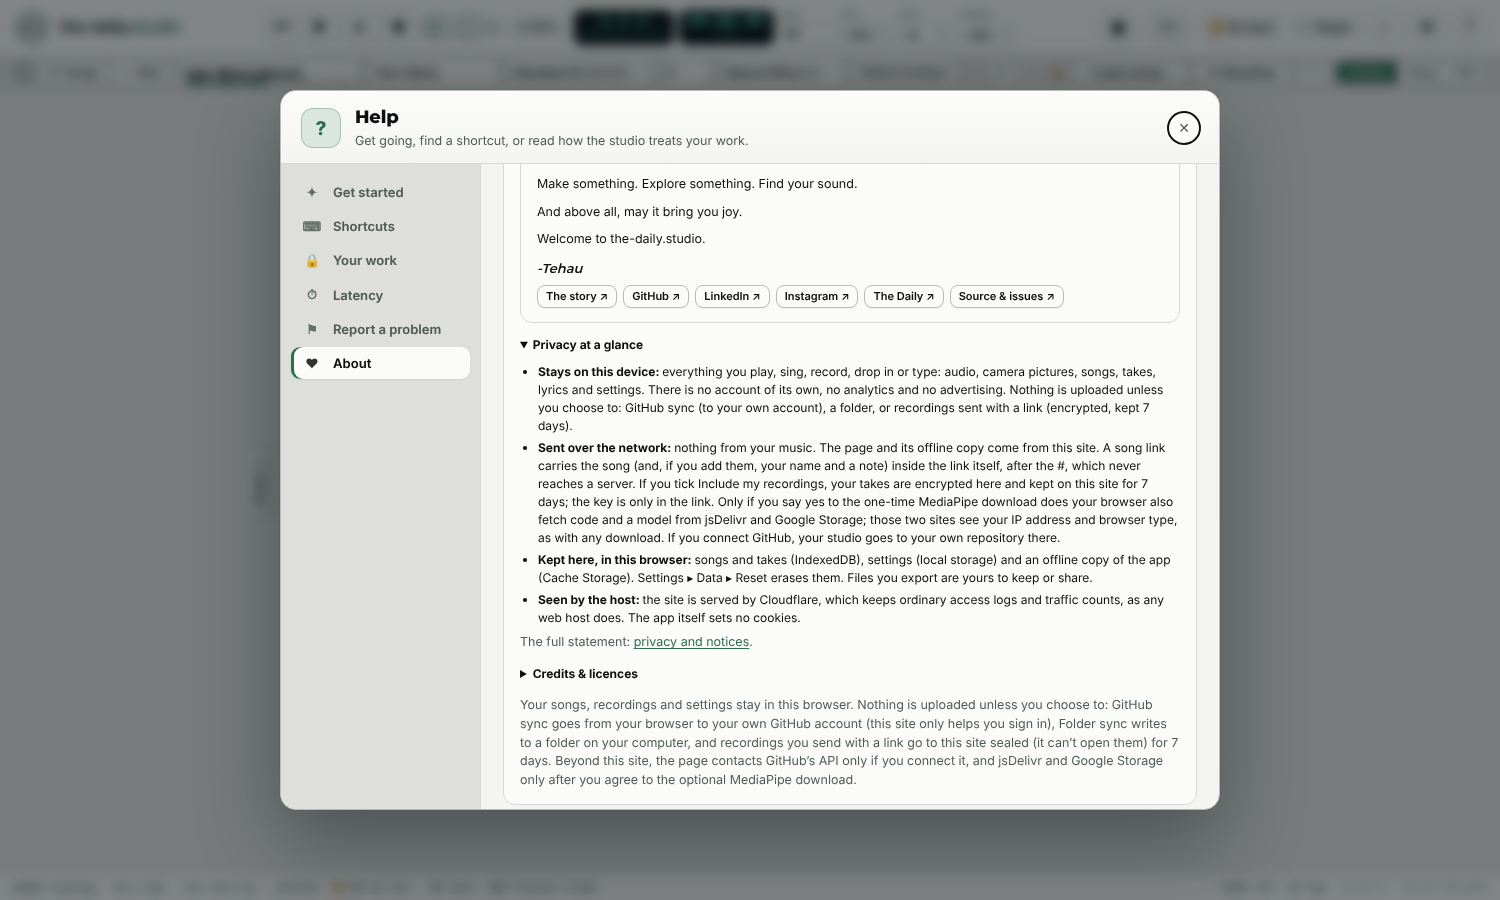 Help
Get going, find a shortcut, or read how the studio treats your work.
Get started
Shortcuts
Your work
Latency
Report a problem
About
Make something. Explore something. Find your sound.
And above all, may it bring you joy.
Welcome to the-daily.studio.
-Tehau
The story ↗ GitHub ↗ LinkedIn ↗ Instagram ↗ The Daily ↗ Source & issues ↗
▼ Privacy at a glance
• Stays on this device: everything you play, sing, record, drop in or type: audio, camera pictures, songs, takes,
lyrics and settings. There is no account of its own, no analytics and no advertising. Nothing is uploaded unless
you choose to: GitHub sync (to your own account), a folder, or recordings sent with a link (encrypted, kept 7
days).
• Sent over the network: nothing from your music. The page and its offline copy come from this site. A song link
carries the song (and, if you add them, your name and a note) inside the link itself, after the #, which never
reaches a server. If you tick Include my recordings, your takes are encrypted here and kept on this site for 7
days; the key is only in the link. Only if you say yes to the one-time MediaPipe download does your browser also
fetch code and a model from jsDelivr and Google Storage; those two sites see your IP address and browser type,
as with any download. If you connect GitHub, your studio goes to your own repository there.
• Kept here, in this browser: songs and takes (IndexedDB), settings (local storage) and an offline copy of the app
(Cache Storage). Settings ▸ Data ▸ Reset erases them. Files you export are yours to keep or share.
• Seen by the host: the site is served by Cloudflare, which keeps ordinary access logs and traffic counts, as any
web host does. The app itself sets no cookies.
The full statement: privacy and notices.
▶ Credits & licences
Your songs, recordings and settings stay in this browser. Nothing is uploaded unless you choose to: GitHub
sync goes from your browser to your own GitHub account (this site only helps you sign in), Folder sync writes
to a folder on your computer, and recordings you send with a link go to this site sealed (it can't open them) for 7
days. Beyond this site, the page contacts GitHub's API only if you connect it, and jsDelivr and Google Storage
only after you agree to the optional MediaPipe download.